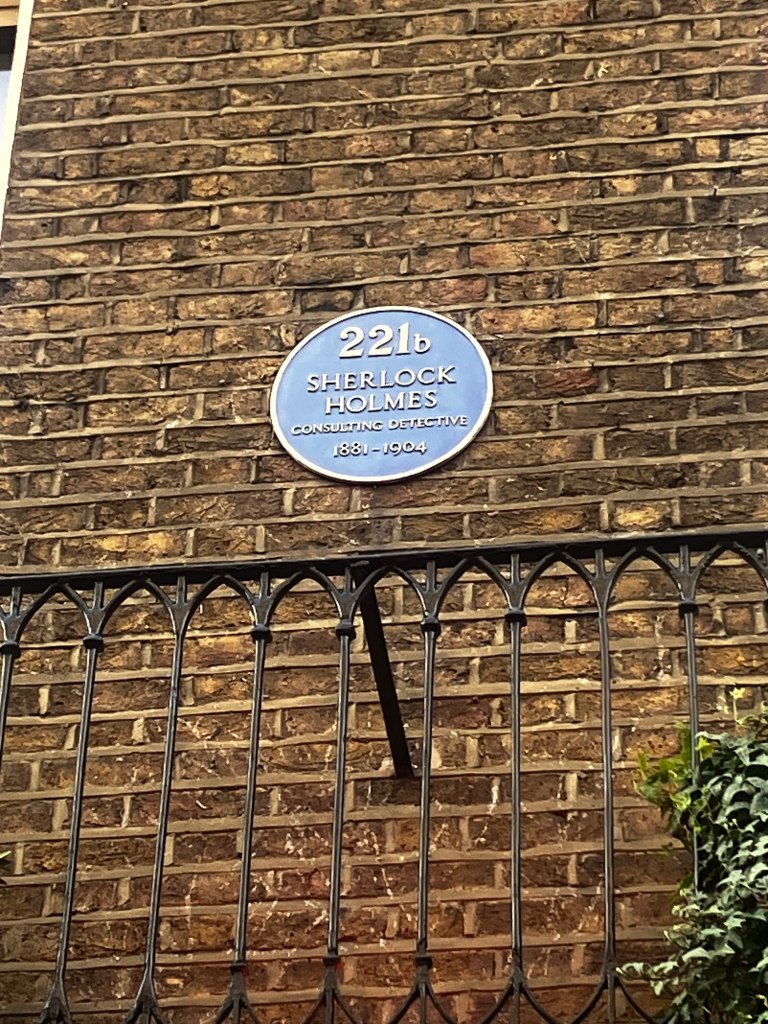 221b
SHERLOCK
HOLMES
CONSULTING DETECTIVE
1881-1904